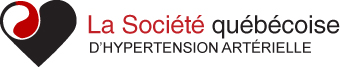 La Société québécoise
D'HYPERTENSION ARTÉRIELLE